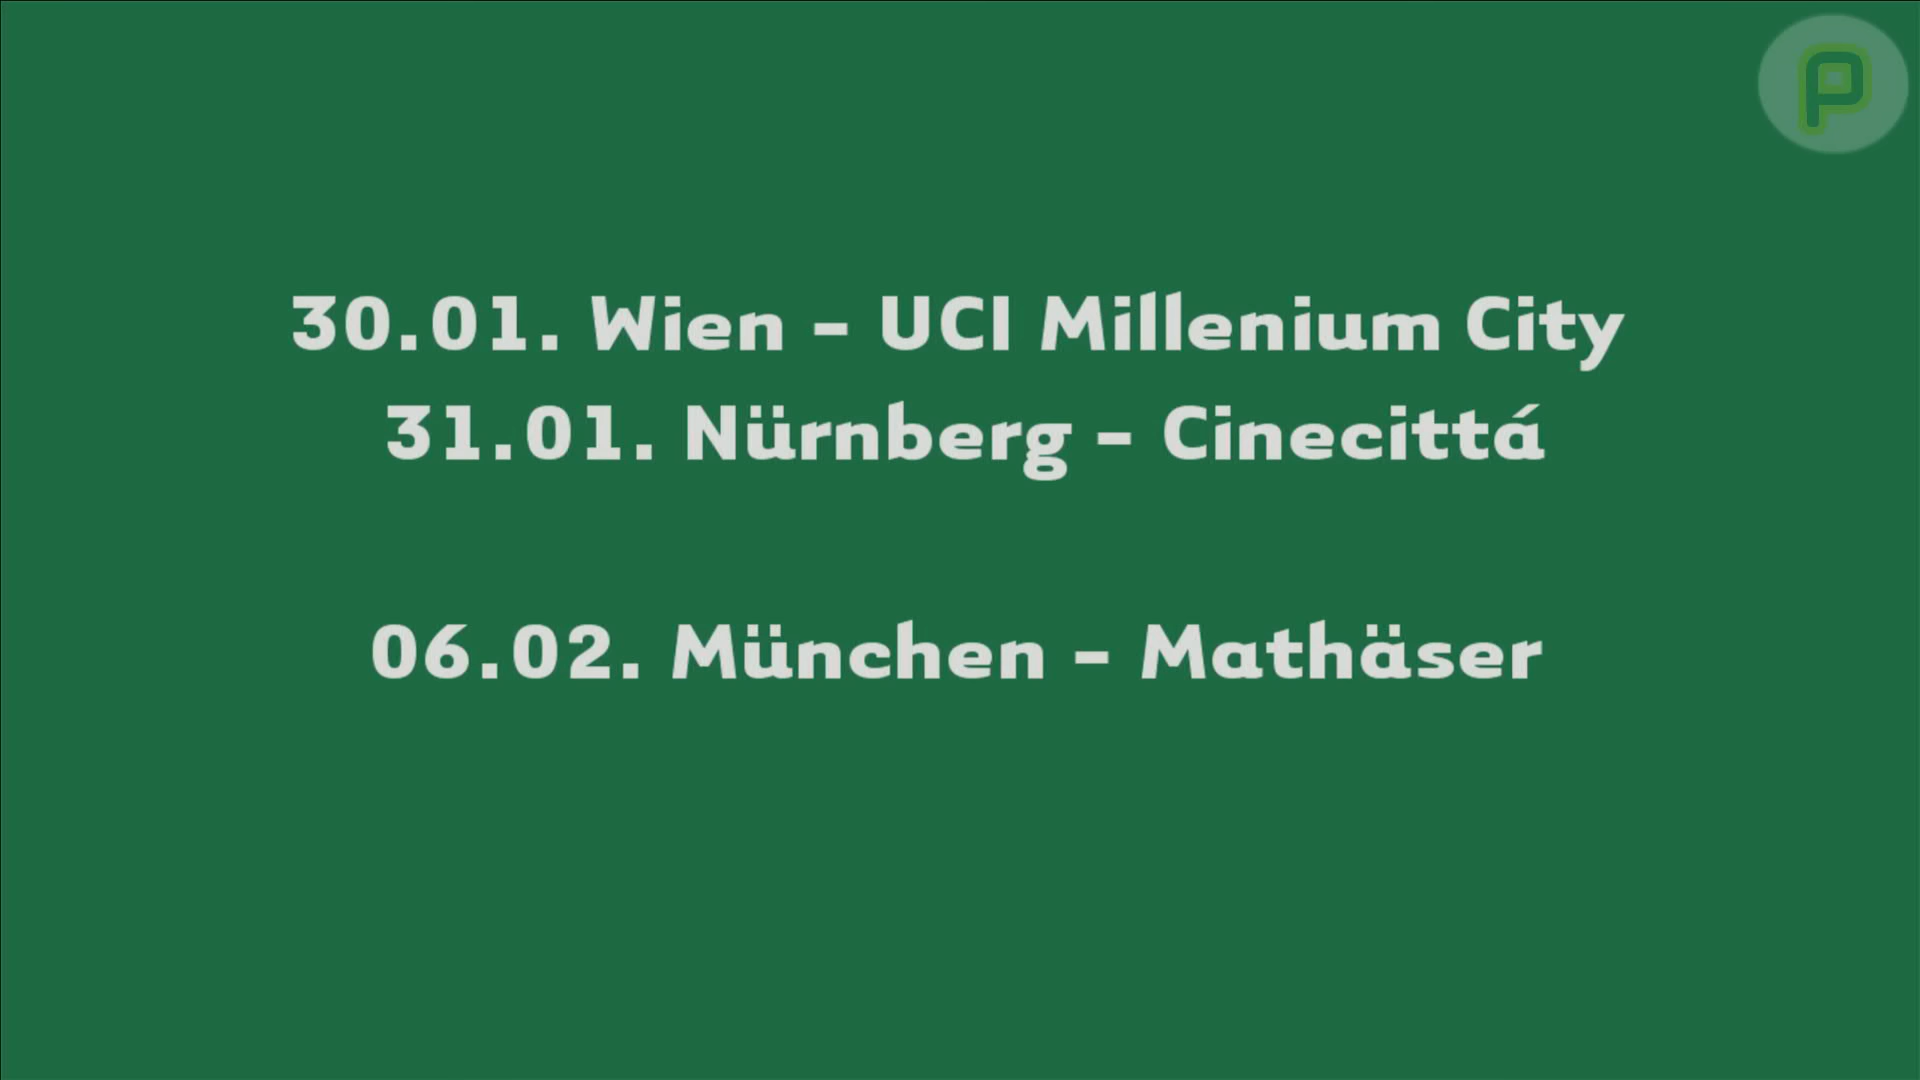 P
30.01. Wien - UCI Millenium City
31.01. Nürnberg - Cinecittá
06.02. München - Mathäser